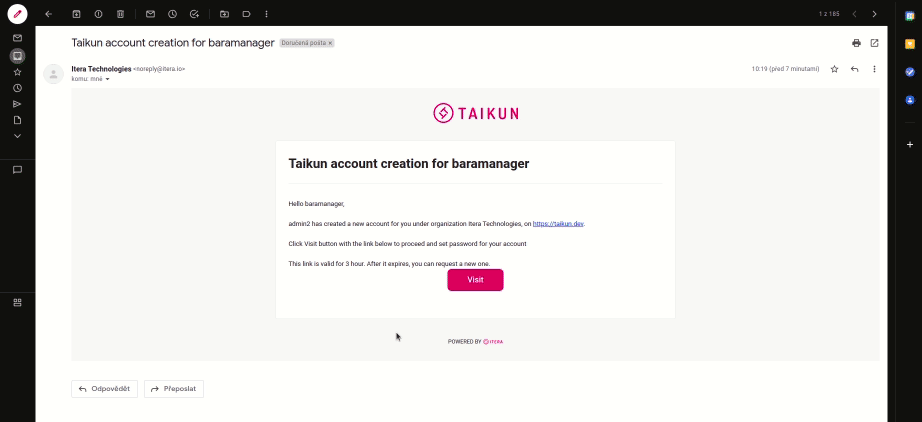 1 z 185
Taikun account creation for baramanager Doručená pošta ×
Itera Technologies <noreply@itera.io>
10:19 (před 7 minutami)
komu: mně
TAIKUN
Taikun account creation for baramanager
Hello baramanager,
admin2 has created a new account for you under organization Itera Technologies, on https://taikun.dev.
Click Visit button with the link below to proceed and set password for your account
This link is valid for 3 hour. After it expires, you can request a new one.
Visit
POWERED BY ITERA
Odpovědět
Přeposlat